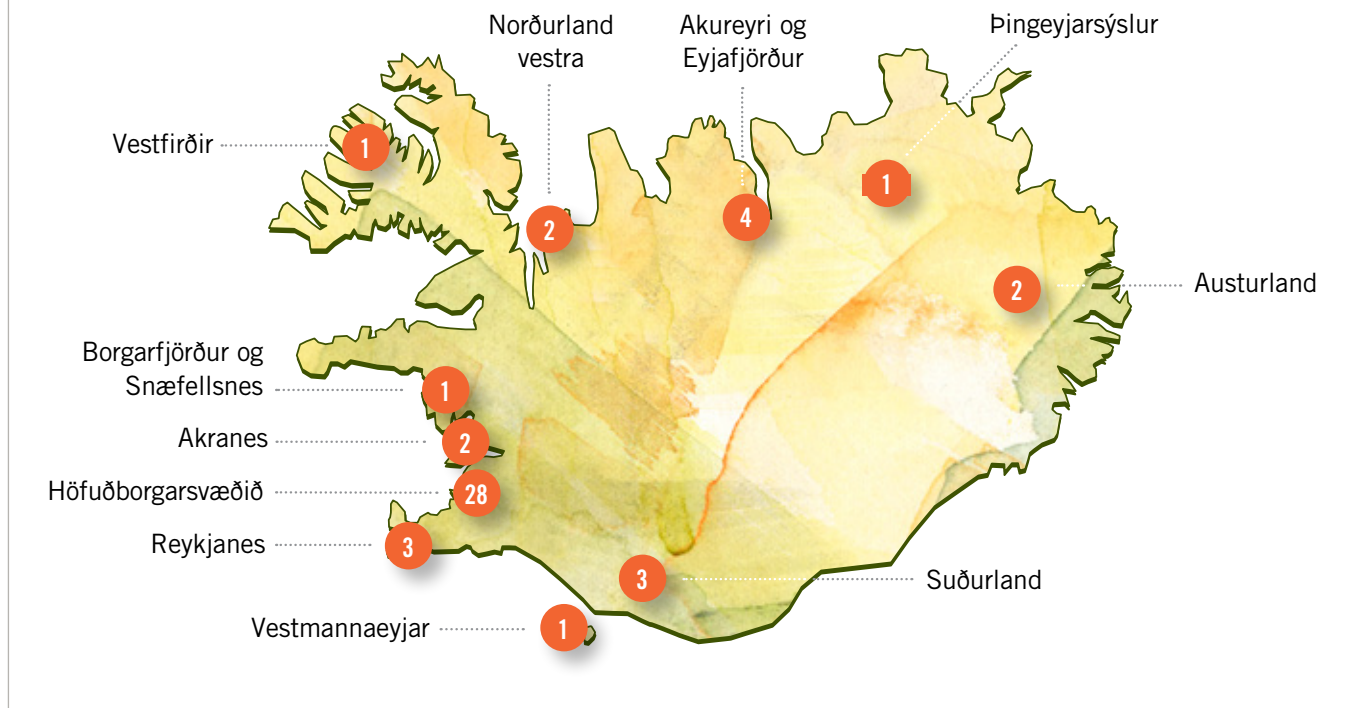 Norðurland
vestra
Akureyri og
Eyjafjörður
Þingeyjarsýslur
Vestfirðir
1
2
4
1
2
Austurland
Borgarfjörður og
Snæfellsnes
1
Akranes
2
Höfuðborgarsvæðið
28
Reykjanes
3
3
Suðurland
Vestmannaeyjar
1